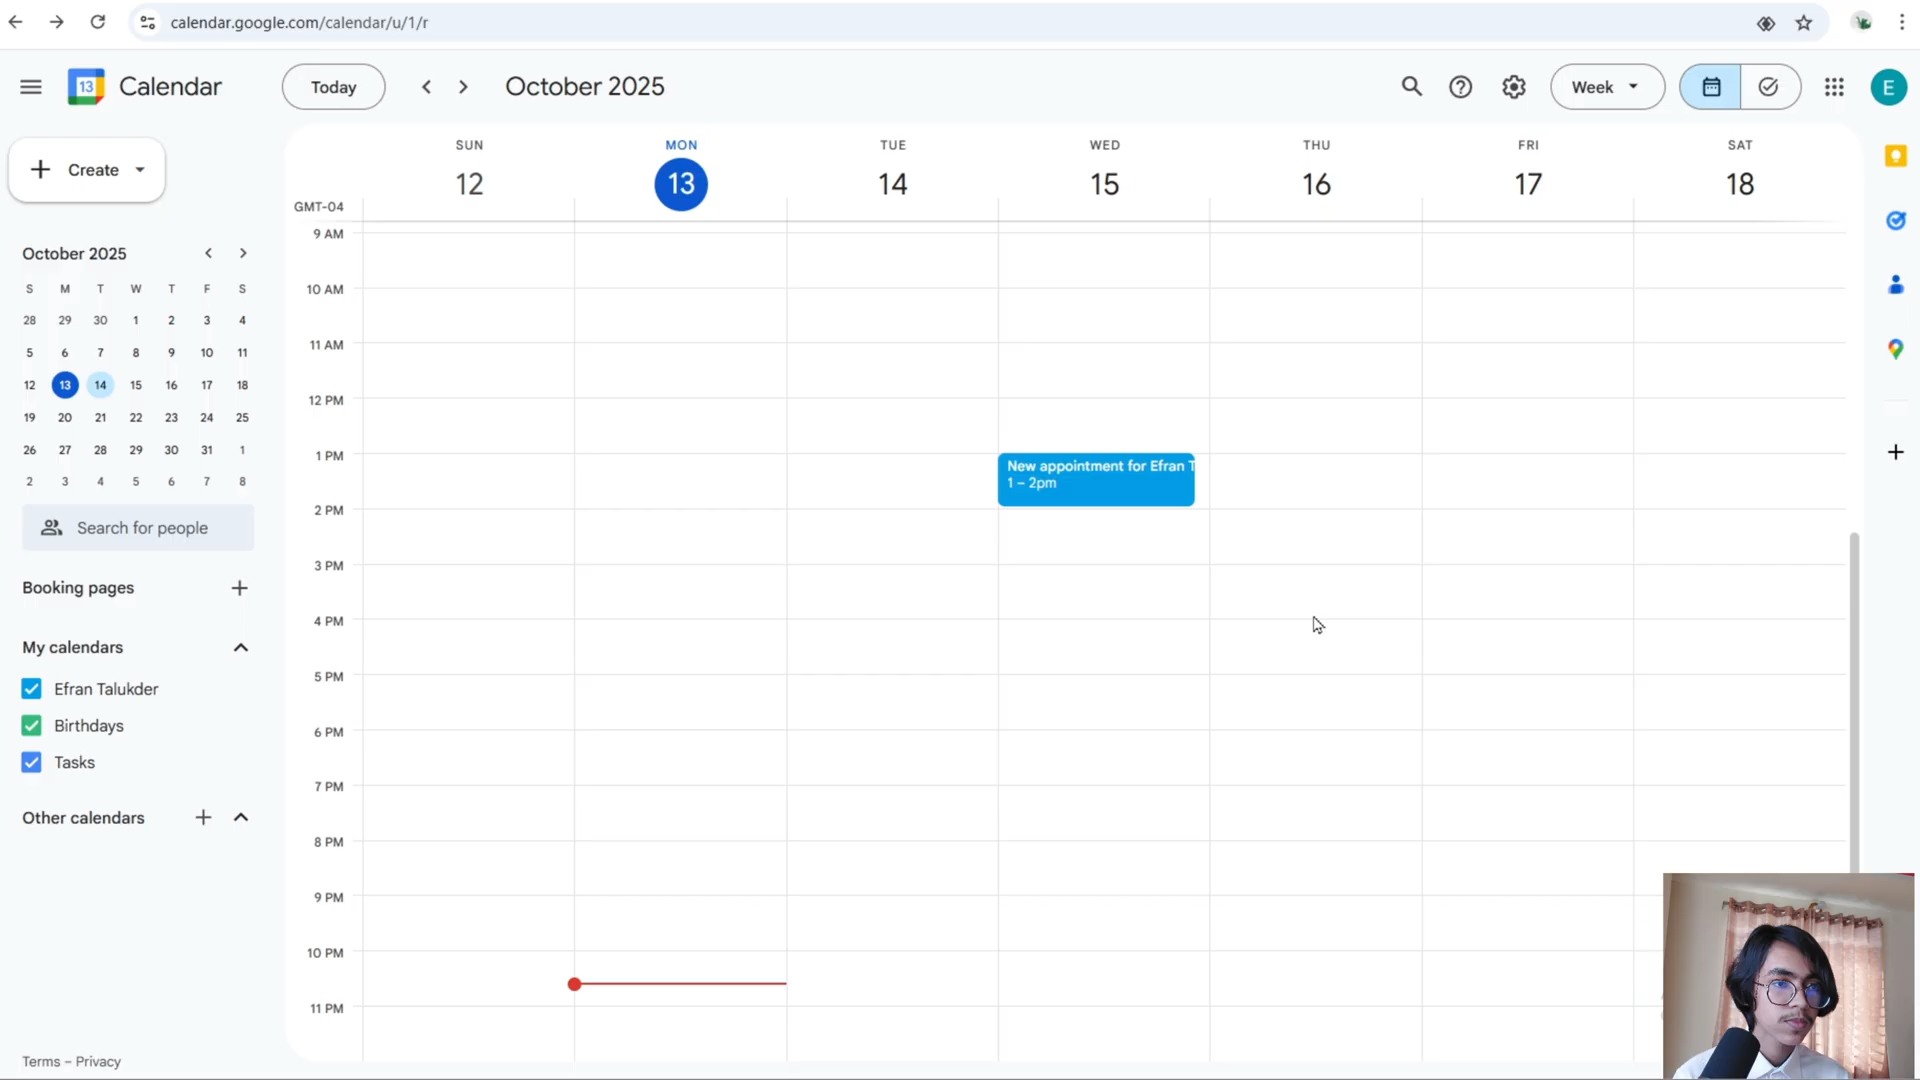 calendar.google.com/calendar/u/1/r
13
Calendar
Today
October 2025
Week
E
Create
October 2025
S M T W T F S
28 29 30 1 2 3 4
5 6 7 8 9 10 11
12 13 14 15 16 17 18
19 20 21 22 23 24 25
26 27 28 29 30 31 1
2 3 4 5 6 7 8
Search for people
Booking pages
My calendars
Efran Talukder
Birthdays
Tasks
Other calendars
Terms – Privacy
SUN MON TUE WED THU FRI SAT
12 13 14 15 16 17 18
GMT-04
9 AM
10 AM
11 AM
12 PM
1 PM
New appointment for Efran T
1 – 2pm
2 PM
3 PM
4 PM
5 PM
6 PM
7 PM
8 PM
9 PM
10 PM
11 PM